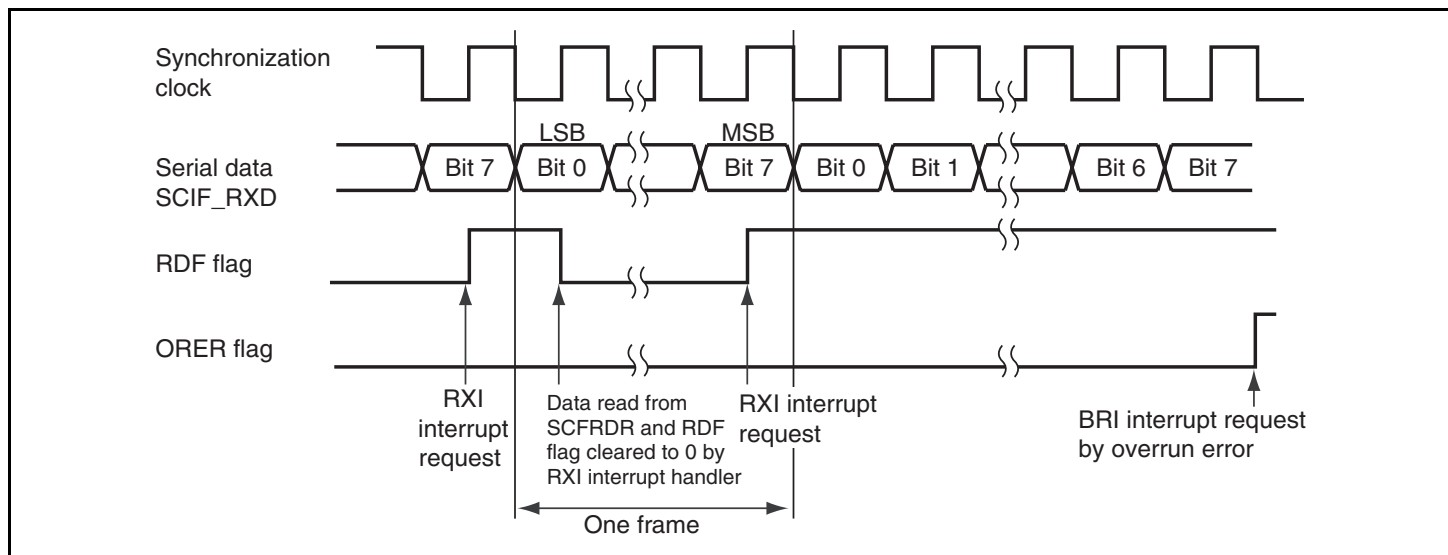 Synchronization
clock
LSB
MSB
Serial data
SCIF_RXD
Bit 7
Bit 0
Bit 7
Bit 0
Bit 1
Bit 6
Bit 7
RDF flag
ORER flag
RXI
interrupt
request
Data read from
SCFRDR and RDF
flag cleared to 0 by
RXI interrupt handler
RXI interrupt
request
BRI interrupt request
by overrun error
One frame